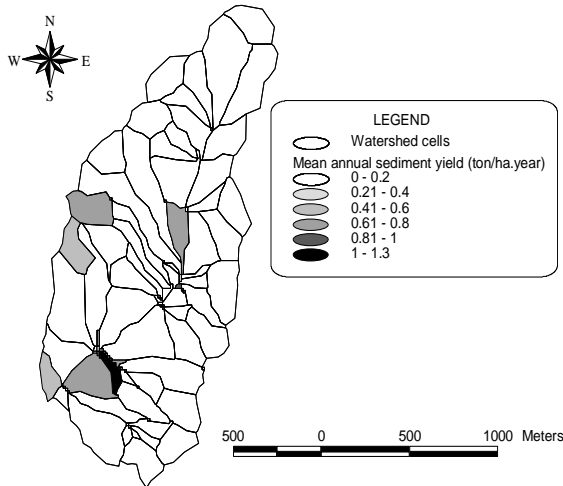 N
W E
S
LEGEND
Watershed cells
Mean annual sediment yield (ton/ha.year)
0 - 0.2
0.21 - 0.4
0.41 - 0.6
0.61 - 0.8
0.81 - 1
1 - 1.3
500 0 500 1000 Meters